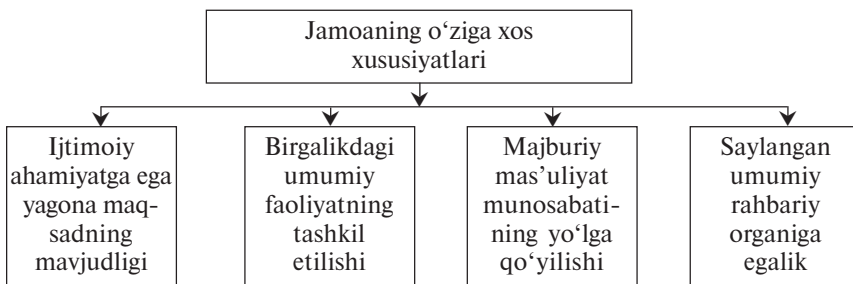 Jamoaning o‘ziga xos
xususiyatlari
Ijtimoiy
ahamiyatga ega
yagona maq-
sadning
mavjudligi
Birgalikdagi
umumiy
faoliyatning
tashkil
etilishi
Majburiy
mas’uliyat
munosabati-
ning yo‘lga
qo‘yilishi
Saylangan
umumiy
rahbariy
organiga
egalik